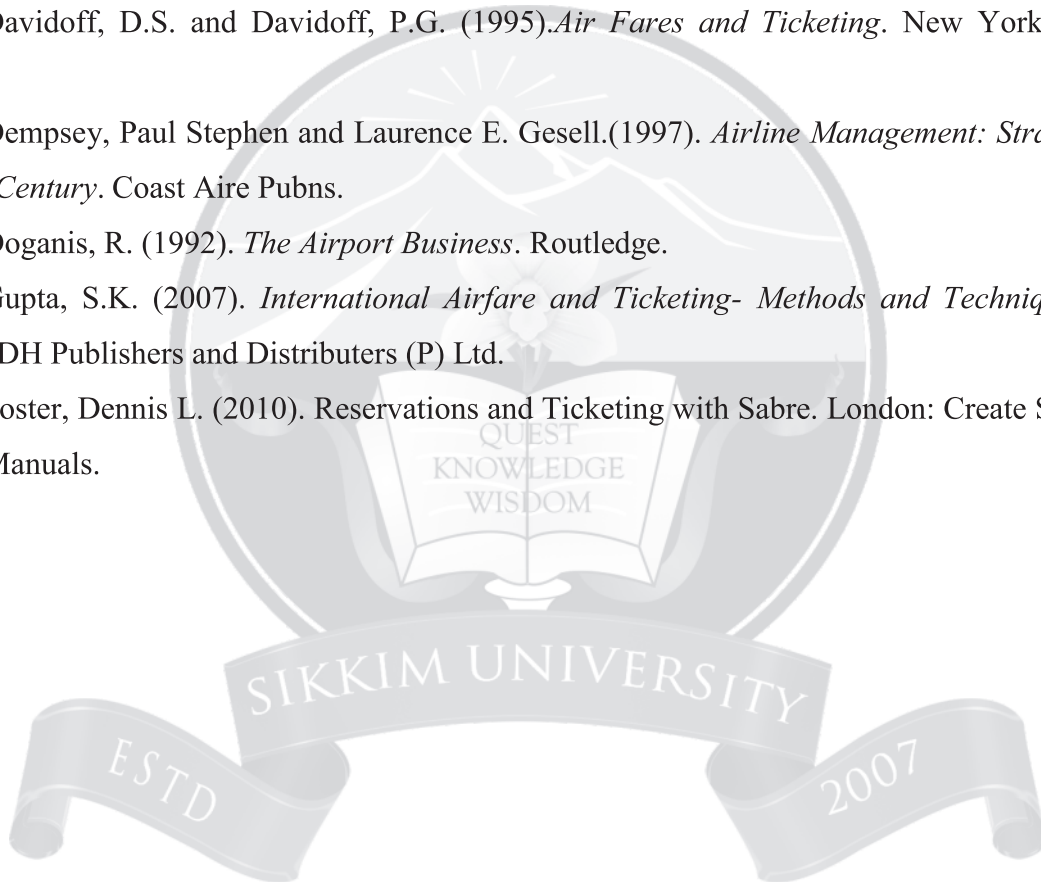 Davidoff, D.S. and Davidoff, P.G. (1995).Air Fares and Ticketing. New York
Dempsey, Paul Stephen and Laurence E. Gesell.(1997). Airline Management: Stra
Century. Coast Aire Pubns.
Doganis, R. (1992). The Airport Business. Routledge.
Gupta, S.K. (2007). International Airfare and Ticketing- Methods and Techniq
DH Publishers and Distributers (P) Ltd.
oster, Dennis L. (2010). Reservations and Ticketing with Sabre. London: Create S
Manuals.
QUEST
KNOWLEDGE
WISDOM
SIKKIM UNIVERSITY
ESTD
2007